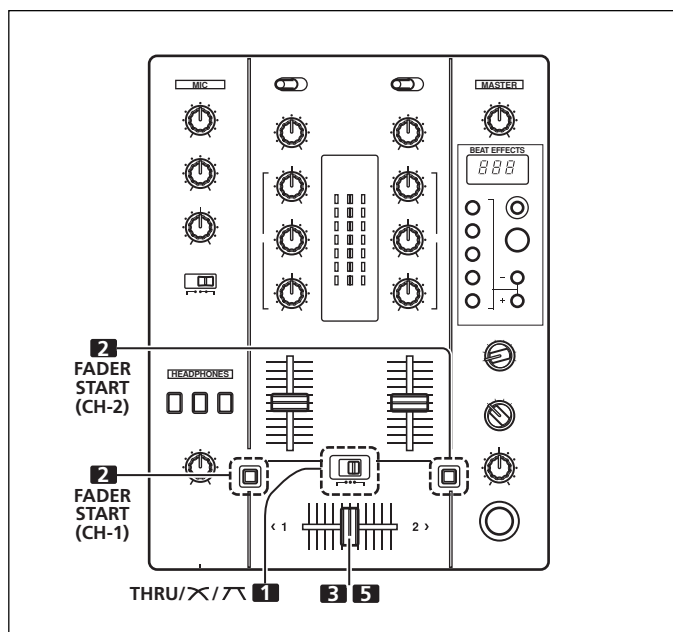 MIC
MASTER
BEAT EFFECTS
888
–
+
2
FADER
START
(CH-2)
HEADPHONES
2
FADER
START
(CH-1)
‹ 1
2 ›
THRU/ / 1
3 5